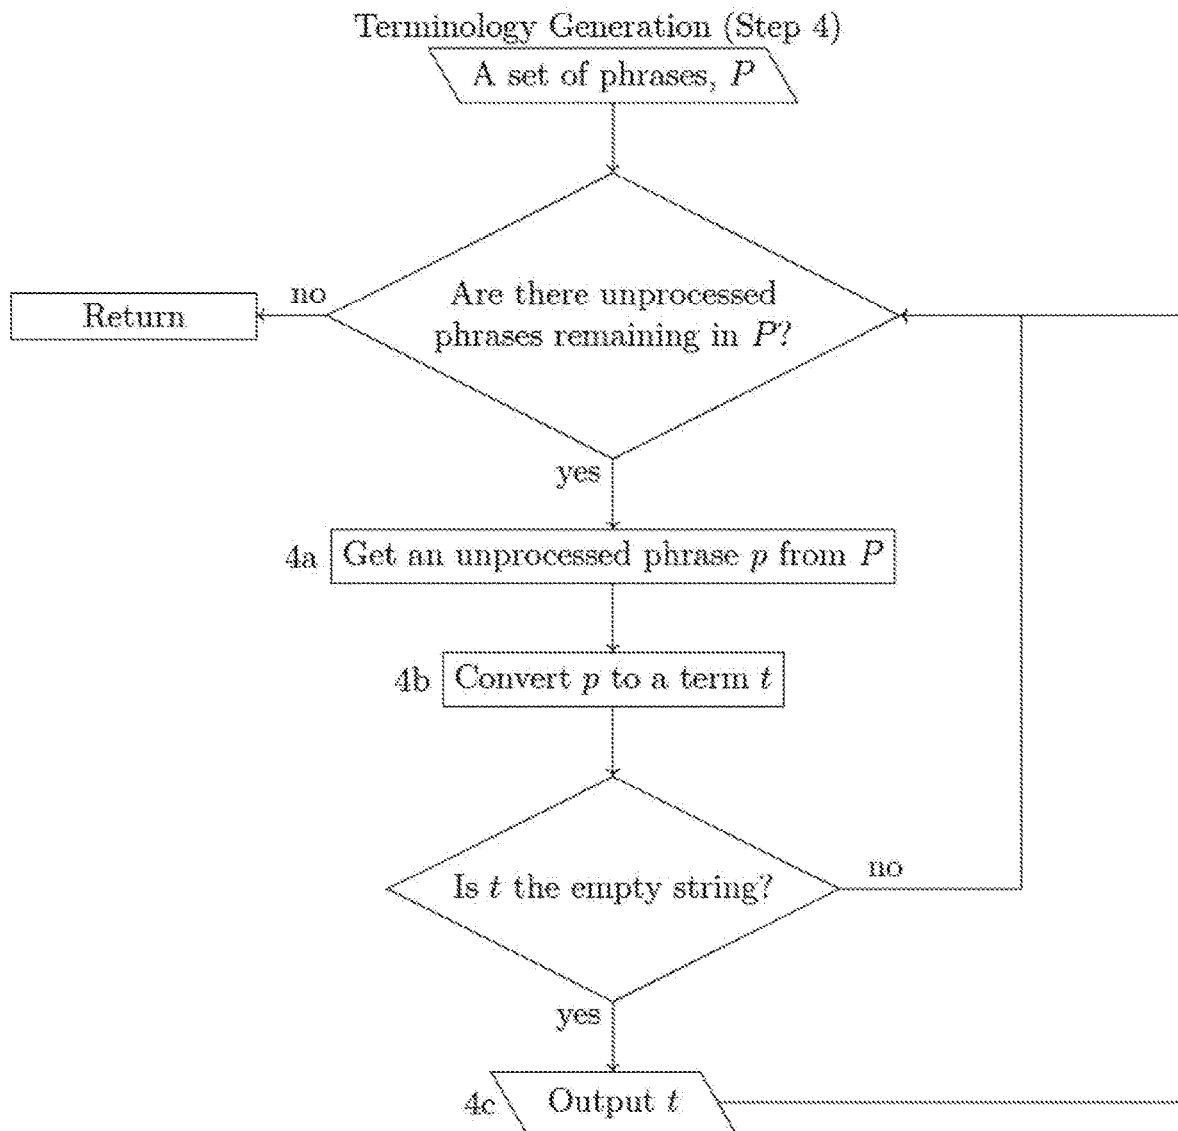 Terminology Generation (Step 4)
A set of phrases, P
no
Return
Are there unprocessed
phrases remaining in P?
yes
4a Get an unprocessed phrase p from P
4b Convert p to a term t
Is t the empty string?
no
yes
4c Output t